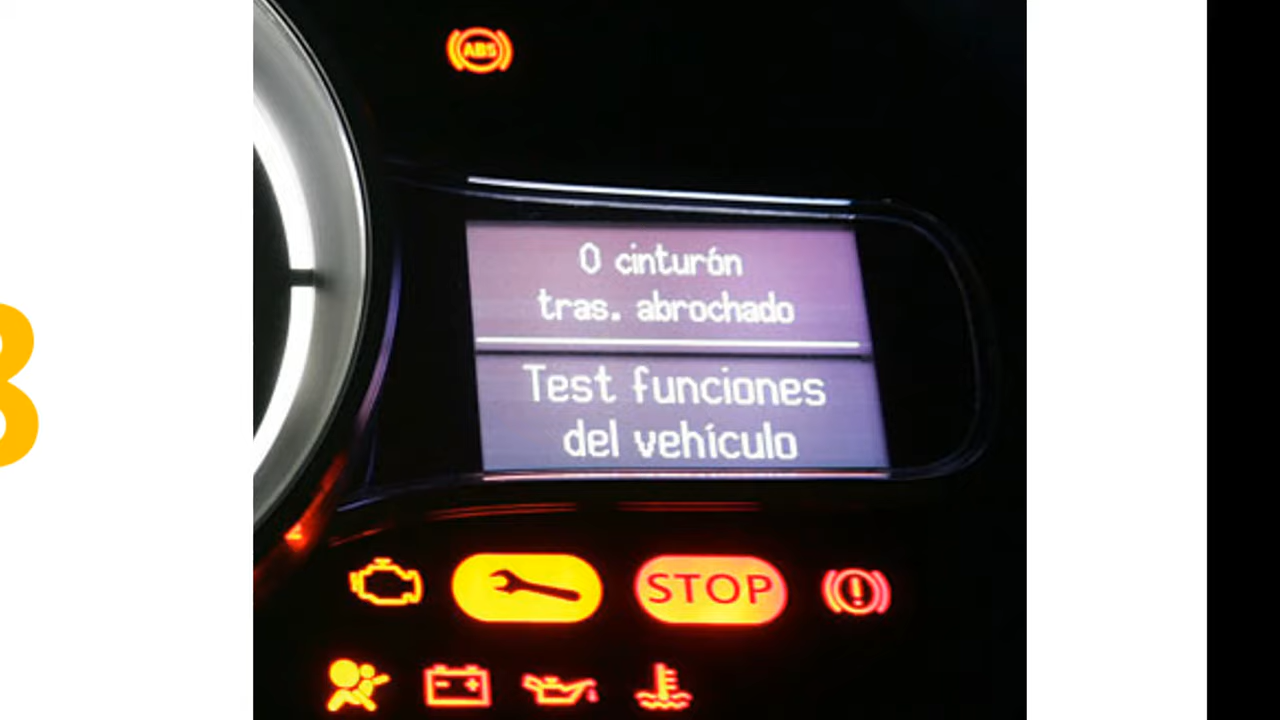 ABS
0 cinturón
tras. abrochado
Test funciones
del vehículo
STOP